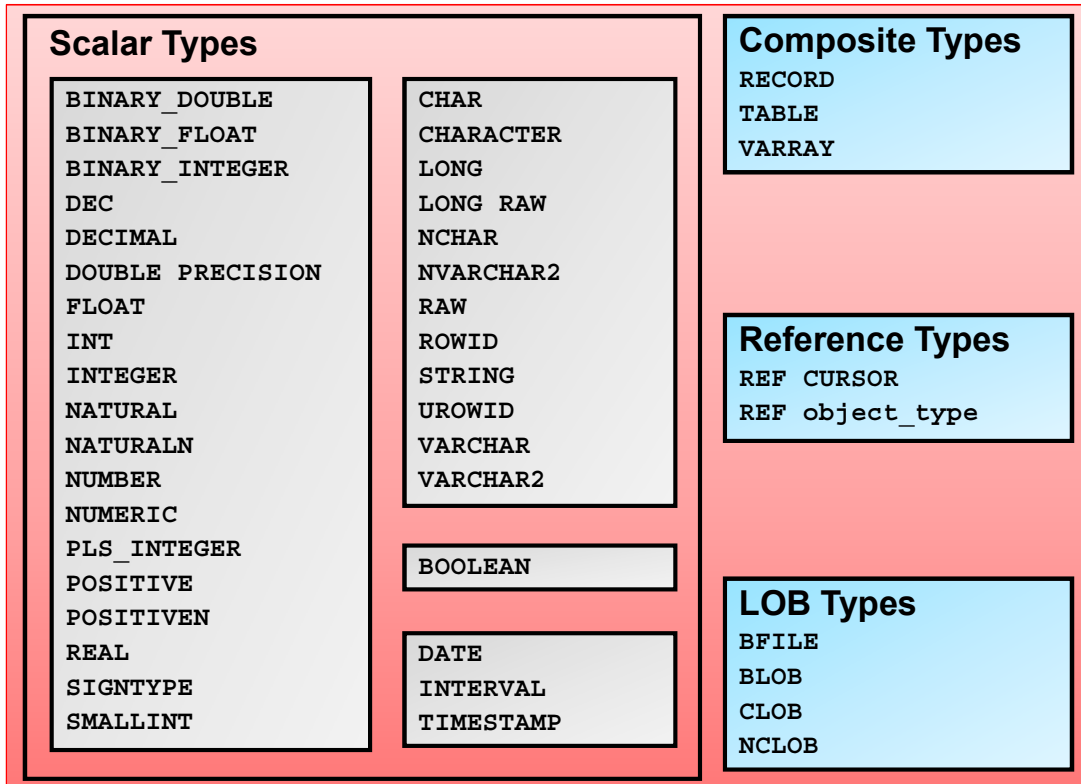 Scalar Types
BINARY_DOUBLE
BINARY_FLOAT
BINARY_INTEGER
DEC
DECIMAL
DOUBLE PRECISION
FLOAT
INT
INTEGER
NATURAL
NATURALN
NUMBER
NUMERIC
PLS_INTEGER
POSITIVE
POSITIVEN
REAL
SIGNTYPE
SMALLINT
CHAR
CHARACTER
LONG
LONG RAW
NCHAR
NVARCHAR2
RAW
ROWID
STRING
UROWID
VARCHAR
VARCHAR2
BOOLEAN
DATE
INTERVAL
TIMESTAMP
Composite Types
RECORD
TABLE
VARRAY
Reference Types
REF CURSOR
REF object_type
LOB Types
BFILE
BLOB
CLOB
NCLOB